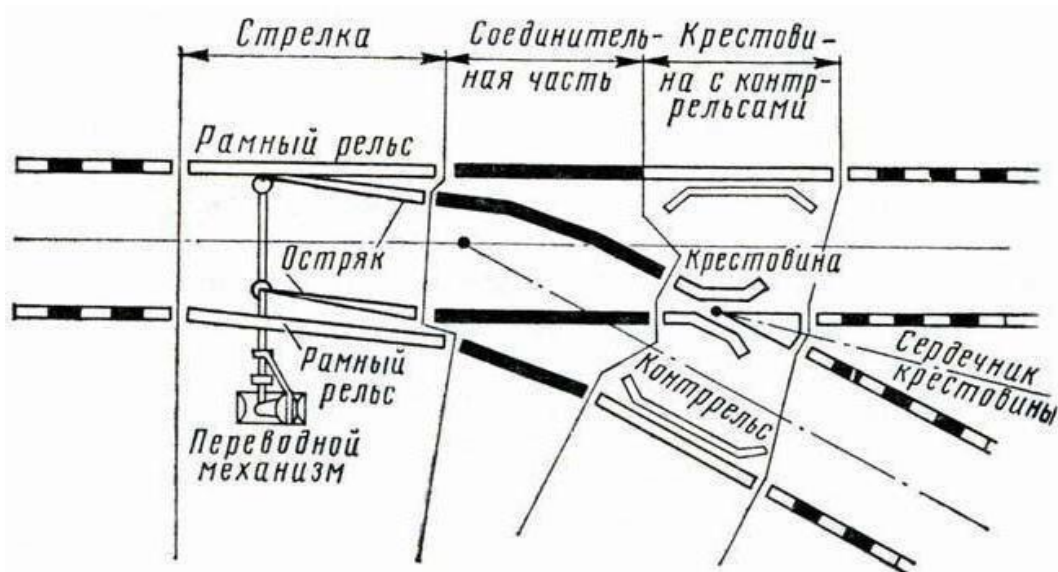 Стрелка
Соединитель-
ная часть
Крестови-
на с контр-
рельсами
Рамный рельс
Остряк
Крестовина
Рамный
рельс
Контррельс
Сердечник
крестовины
Переводной
механизм